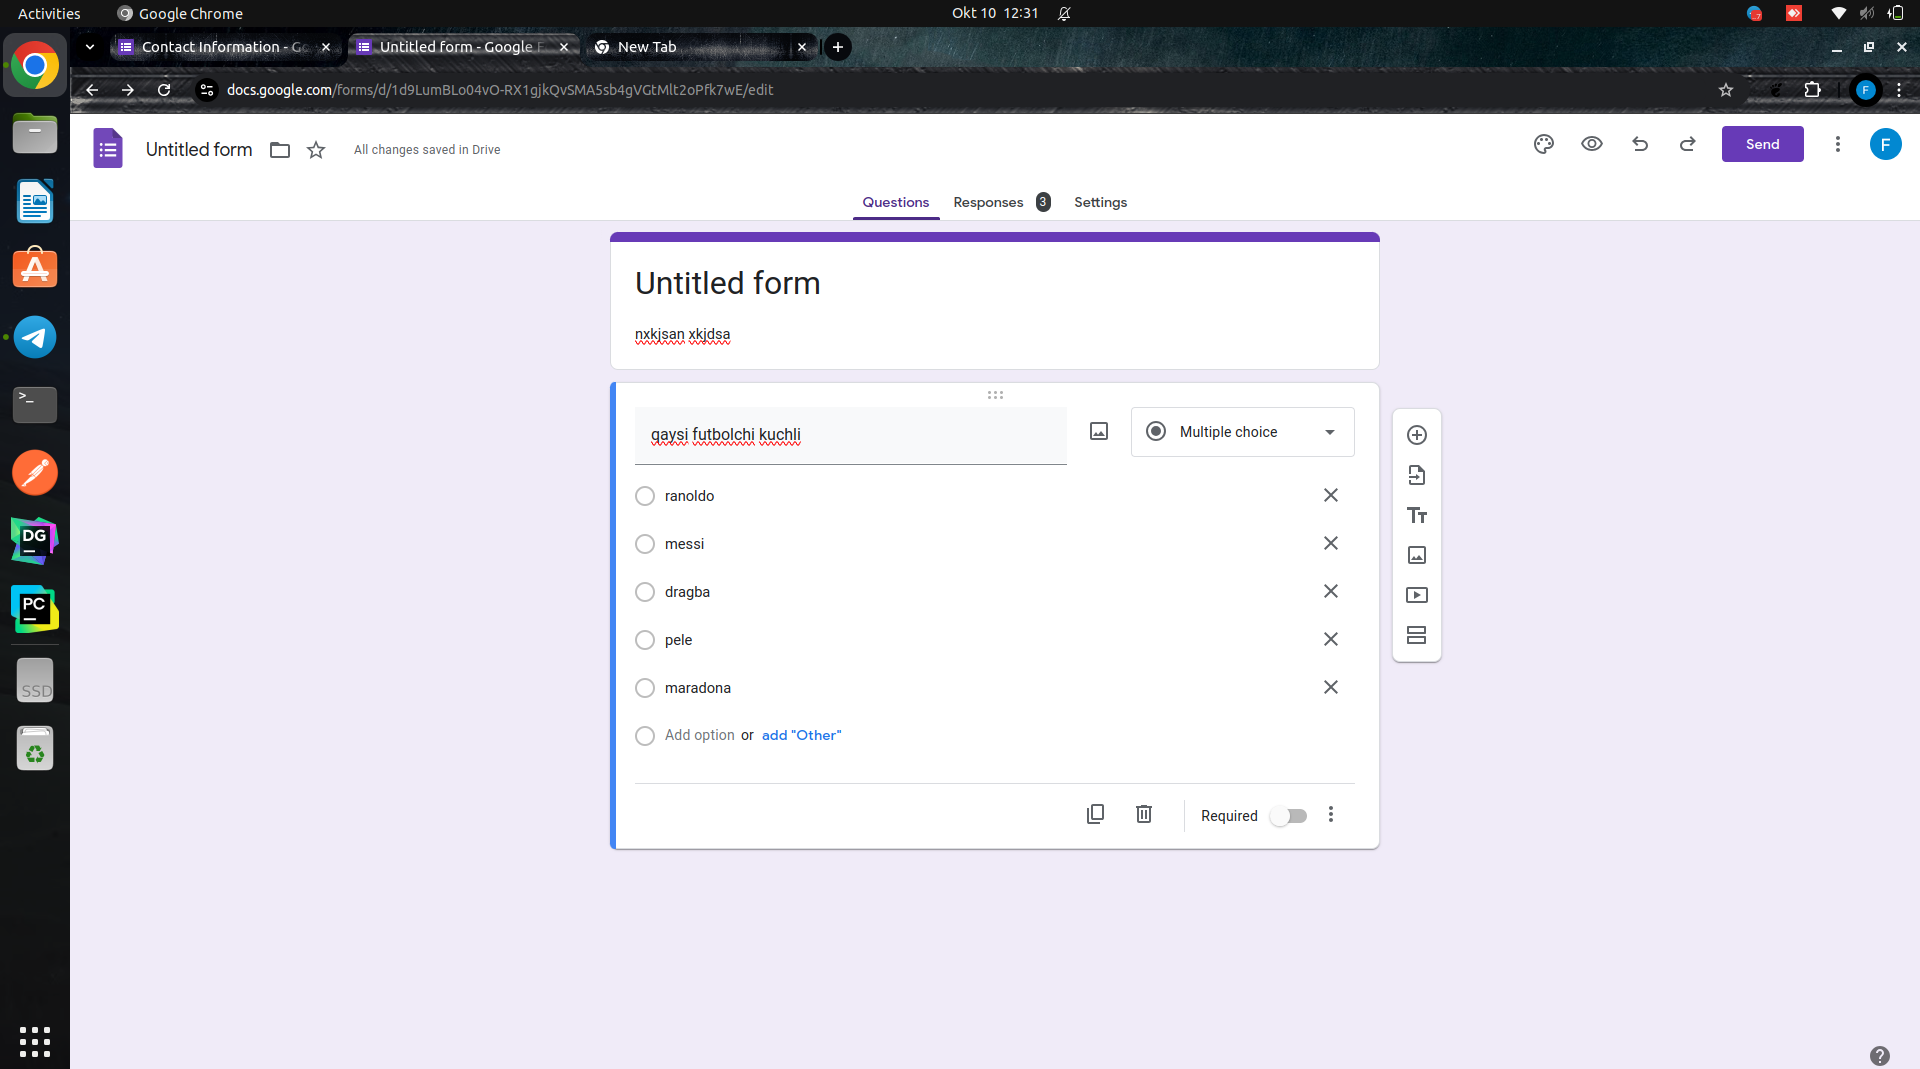 Activities
Google Chrome
Okt 10 12:31
Contact Information - Go
Untitled form - Google F
New Tab
docs.google.com/forms/d/1d9LumBLo04vO-RX1gjkQvSMA5sb4gVGtMlt2oPfk7wE/edit
F
Untitled form
All changes saved in Drive
Send
F
Questions
Responses 3
Settings
Untitled form
nxkjsan xkjdsa
qaysi futbolchi kuchli
Multiple choice
ranoldo
messi
dragba
pele
maradona
Add option or add "Other"
Required
Tт
>_
DG
PC
SSD